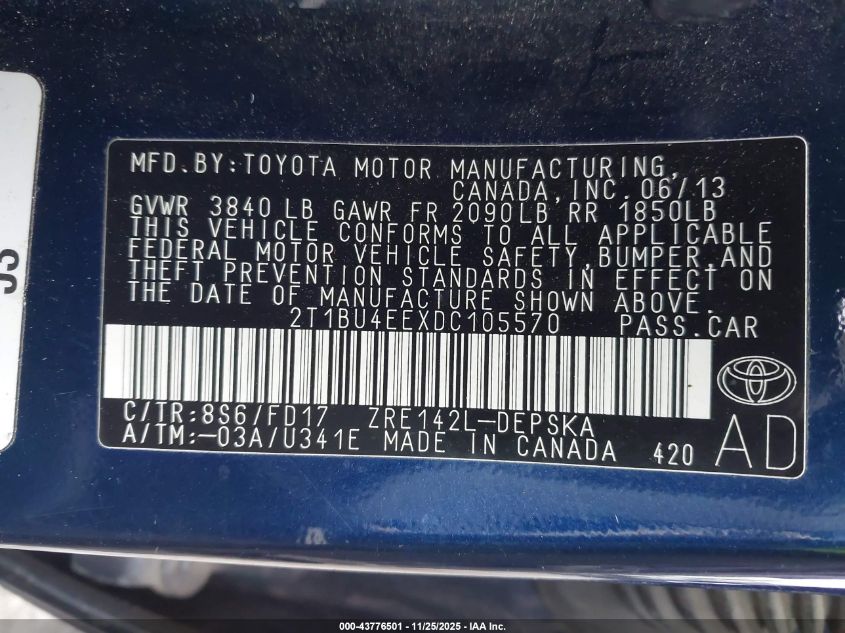 MFD.BY:TOYOTA MOTOR MANUFACTURING,
CANADA, INC. 06/13
GVWR 3840 LB GAWR FR 2090LB RR 1850LB
THIS VEHICLE CONFORMS TO ALL APPLICABLE
FEDERAL MOTOR VEHICLE SAFETY, BUMPER, AND
THEFT PREVENTION STANDARDS IN EFFECT ON
THE DATE OF MANUFACTURE SHOWN ABOVE.
2T1BU4EEXDC105570 PASS.CAR
C/TR:8S6/FD17 ZRE142L-DEPSKA
A/TM:-03A/U341E MADE IN CANADA 420
AD
000-43776501 - 11/25/2025 - IAA Inc.